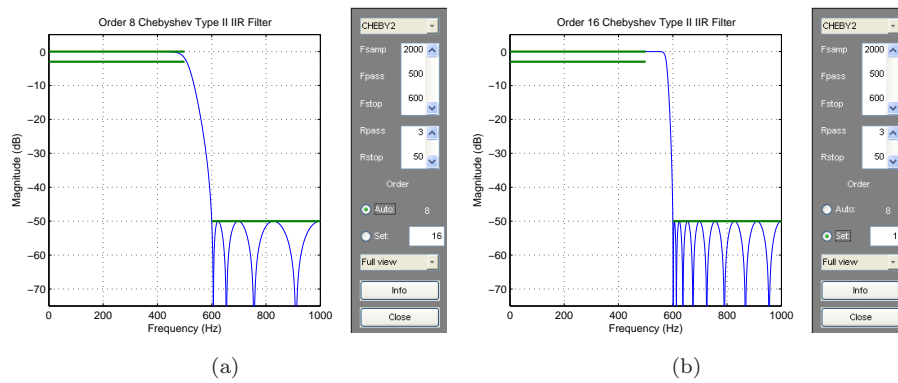 Order 8 Chebyshev Type II IIR Filter
0
−10
−20
−30
−40
−50
−60
−70
Magnitude (dB)
0 200 400 600 800 1000
Frequency (Hz)
CHEBY2
Fsamp 2000
Fpass 500
Fstop 600
Rpass 3
Rstop 50
Order
Auto: 8
Set: 16
Full view
Info
Close
(a)
Order 16 Chebyshev Type II IIR Filter
0
−10
−20
−30
−40
−50
−60
−70
Magnitude (dB)
0 200 400 600 800 1000
Frequency (Hz)
CHEBY2
Fsamp 2000
Fpass 500
Fstop 600
Rpass 3
Rstop 50
Order
Auto: 8
Set: 1
Full view
Info
Close
(b)